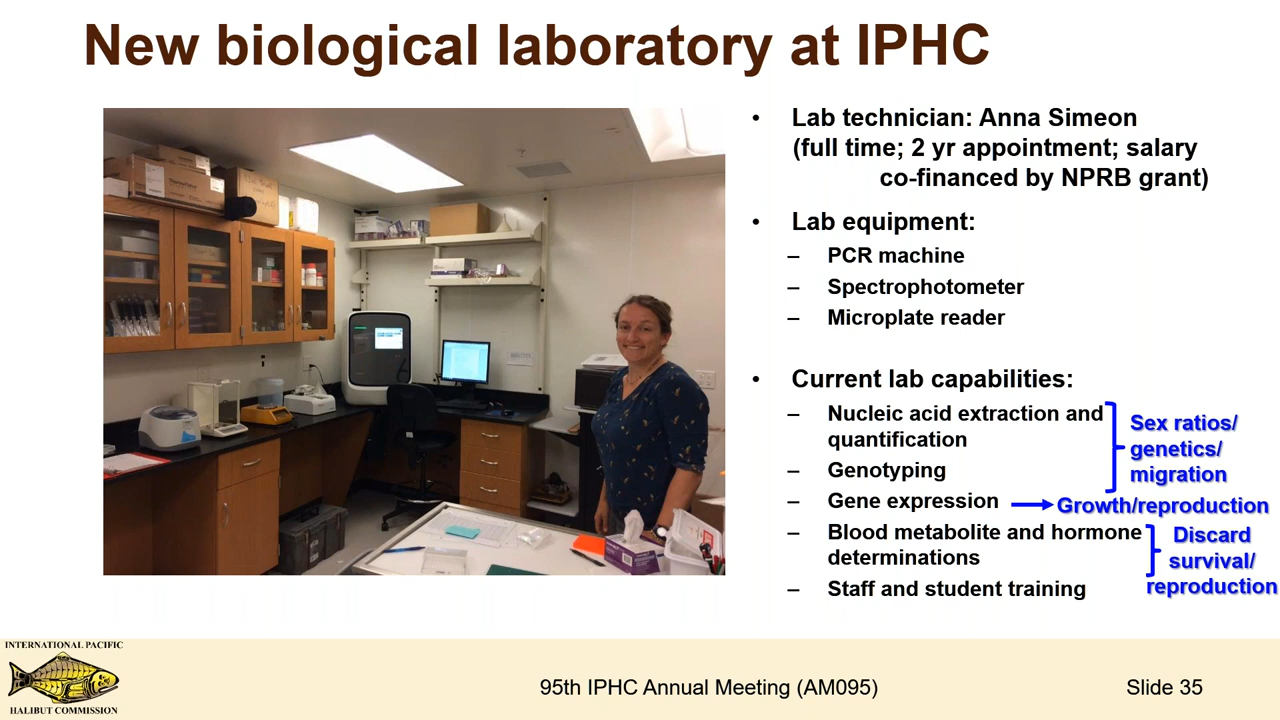 New biological laboratory at IPHC
• Lab technician: Anna Simeon
(full time; 2 yr appointment; salary
co-financed by NPRB grant)
• Lab equipment:
– PCR machine
– Spectrophotometer
– Microplate reader
• Current lab capabilities:
– Nucleic acid extraction and
quantification
– Genotyping
Sex ratios/
genetics/
migration
– Gene expression
Growth/reproduction
– Blood metabolite and hormone
determinations
Discard
survival/
reproduction
– Staff and student training
INTERNATIONAL PACIFIC
HALIBUT COMMISSION
95th IPHC Annual Meeting (AM095)
Slide 35